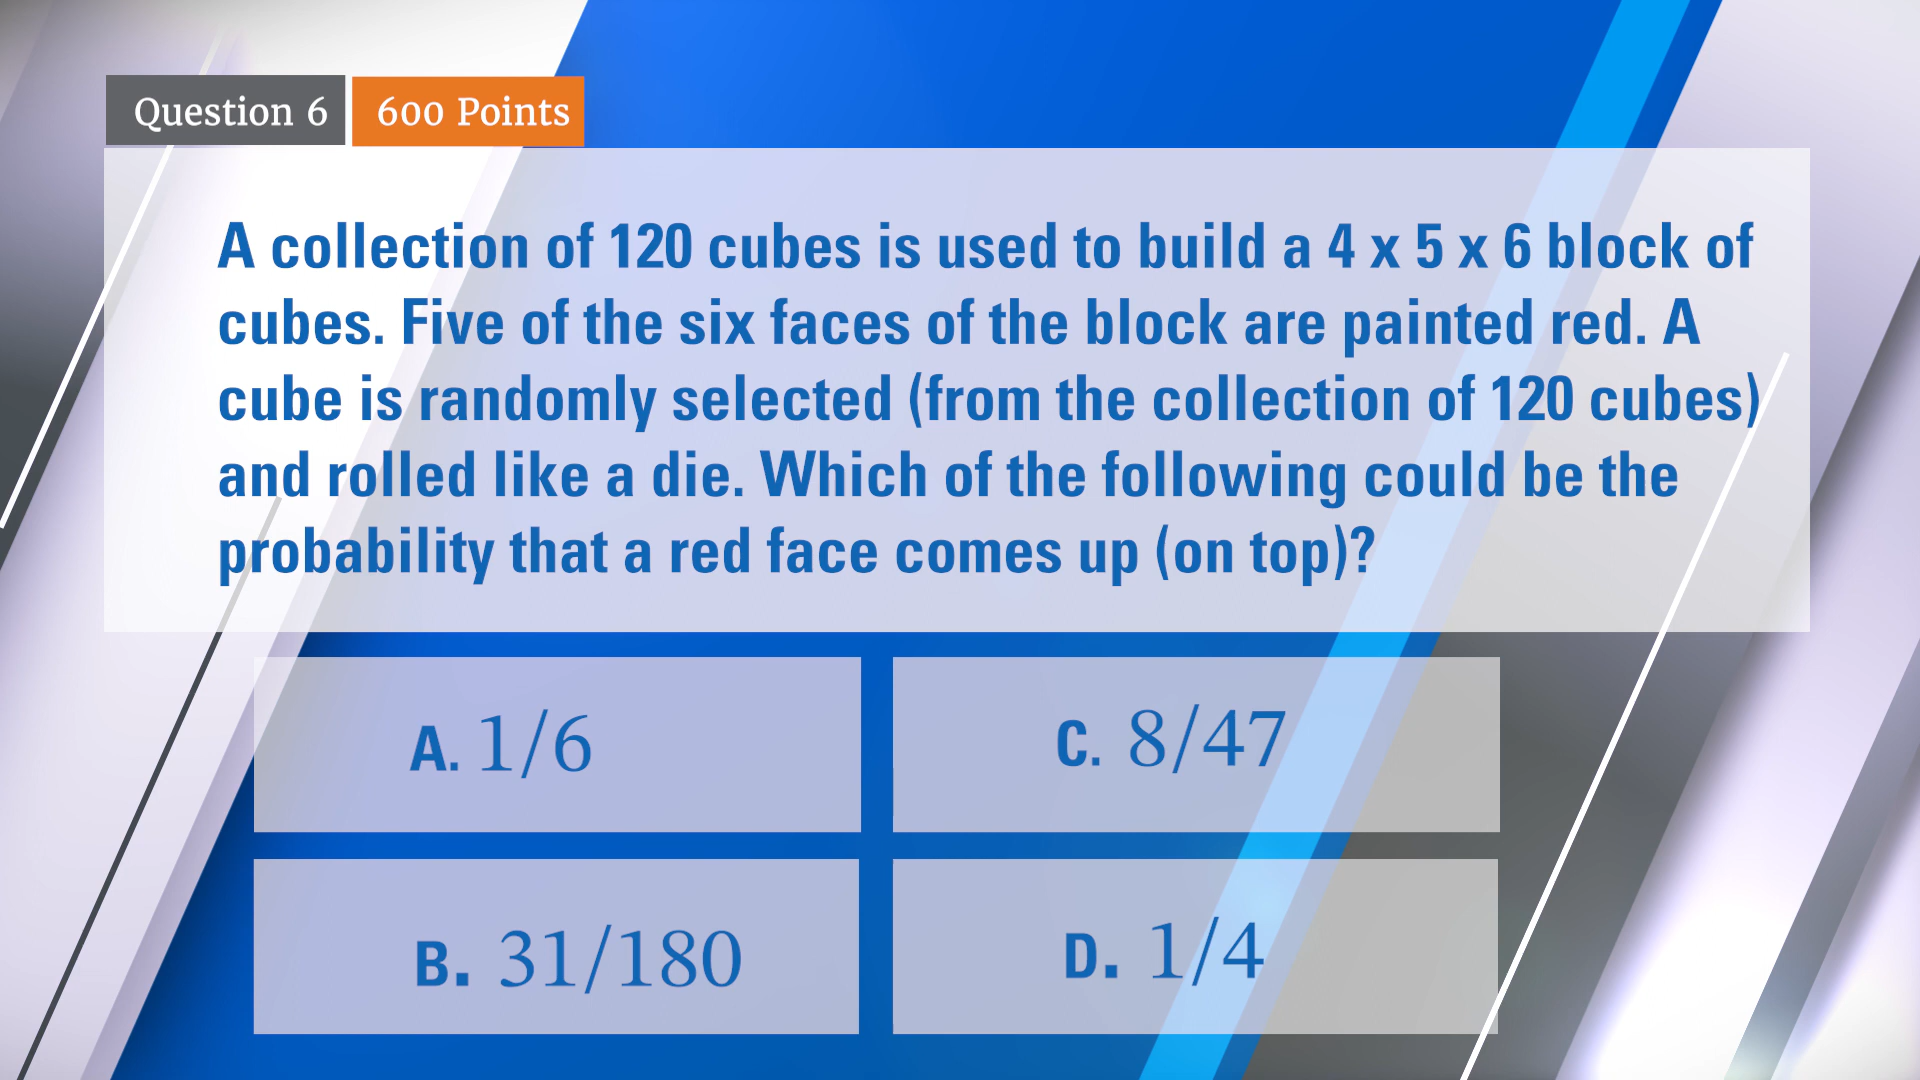 Question 6
600 Points
A collection of 120 cubes is used to build a 4 x 5 x 6 block of
cubes. Five of the six faces of the block are painted red. A
cube is randomly selected (from the collection of 120 cubes)
and rolled like a die. Which of the following could be the
probability that a red face comes up (on top)?
A. 1/6
C. 8/47
B. 31/180
D. 1/4